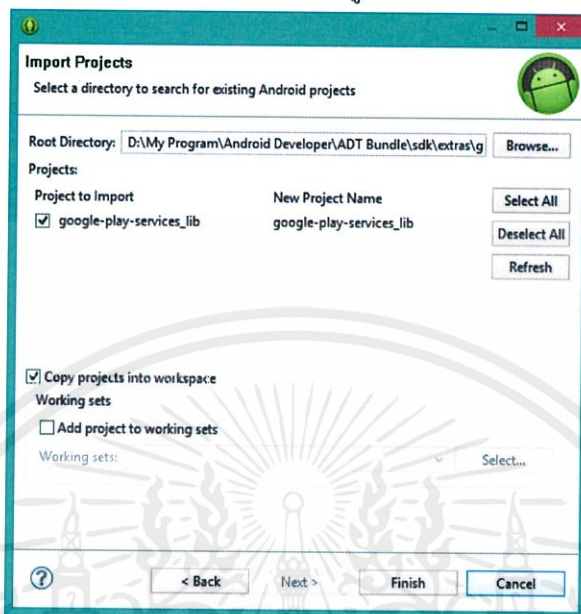 Import Projects
Select a directory to search for existing Android projects
Root Directory: D:\My Program\Android Developer\ADT Bundle\sdk\extras\g Browse...
Projects:
Project to Import New Project Name Select All
google-play-services_lib google-play-services_lib Deselect All
Refresh
Copy projects into workspace
Working sets
Add project to working sets
Working sets: Select...
< Back Next > Finish Cancel